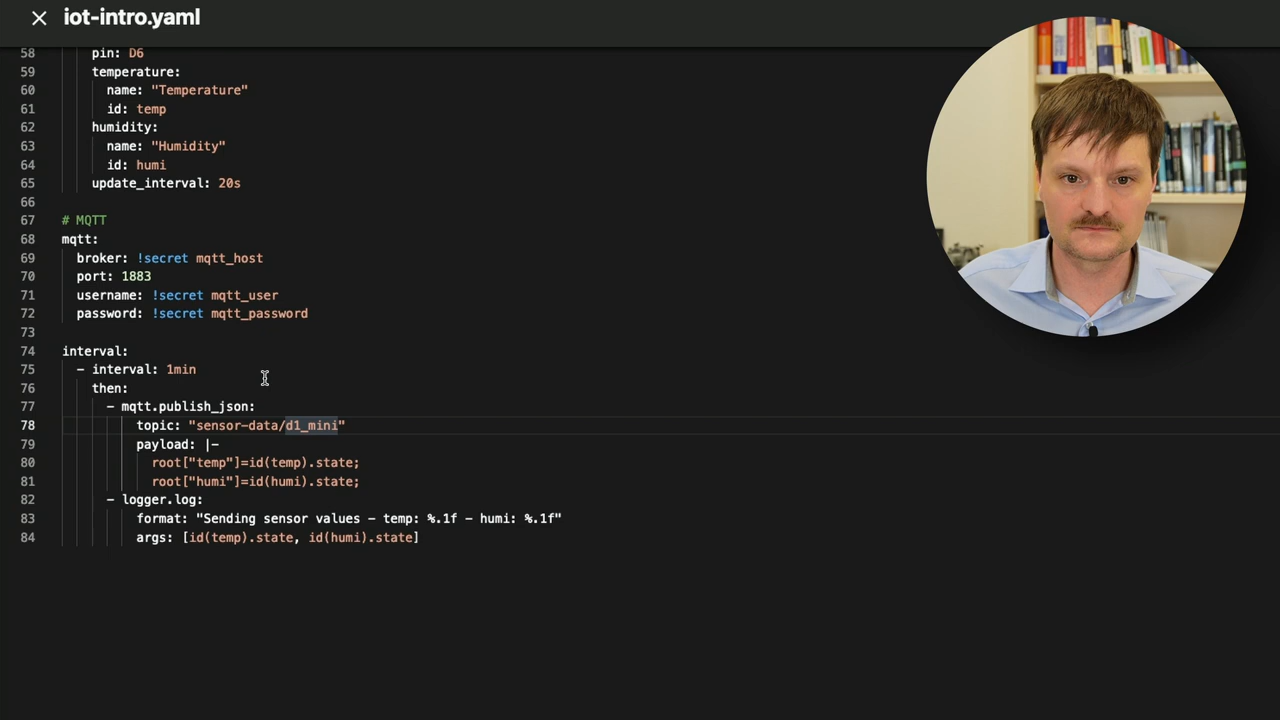 iot-intro.yaml
58 pin: D6
59 temperature:
60 name: "Temperature"
61 id: temp
62 humidity:
63 name: "Humidity"
64 id: humi
65 update_interval: 20s
66
67 # MQTT
68 mqtt:
69 broker: !secret mqtt_host
70 port: 1883
71 username: !secret mqtt_user
72 password: !secret mqtt_password
73
74 interval:
75 - interval: 1min
76 then:
77 - mqtt.publish_json:
78 topic: "sensor-data/d1_mini"
79 payload: |-
80 root["temp"]=id(temp).state;
81 root["humi"]=id(humi).state;
82 - logger.log:
83 format: "Sending sensor values - temp: %.1f - humi: %.1f"
84 args: [id(temp).state, id(humi).state]